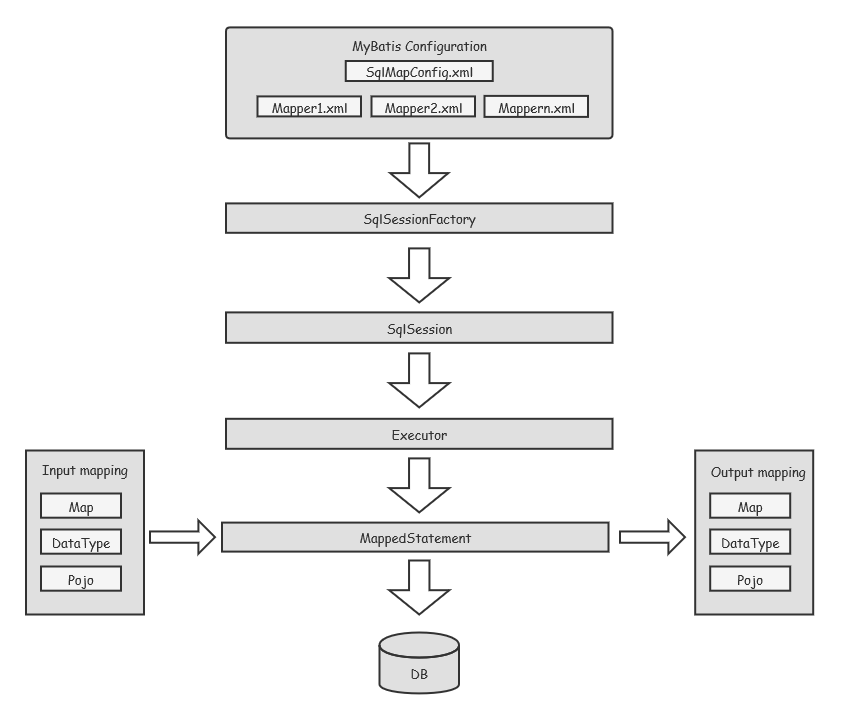 MyBatis Configuration
SqlMapConfig.xml
Mapper1.xml Mapper2.xml Mappern.xml
SqlSessionFactory
SqlSession
Executor
Input mapping
Map
DataType
Pojo
MappedStatement
Output mapping
Map
DataType
Pojo
DB